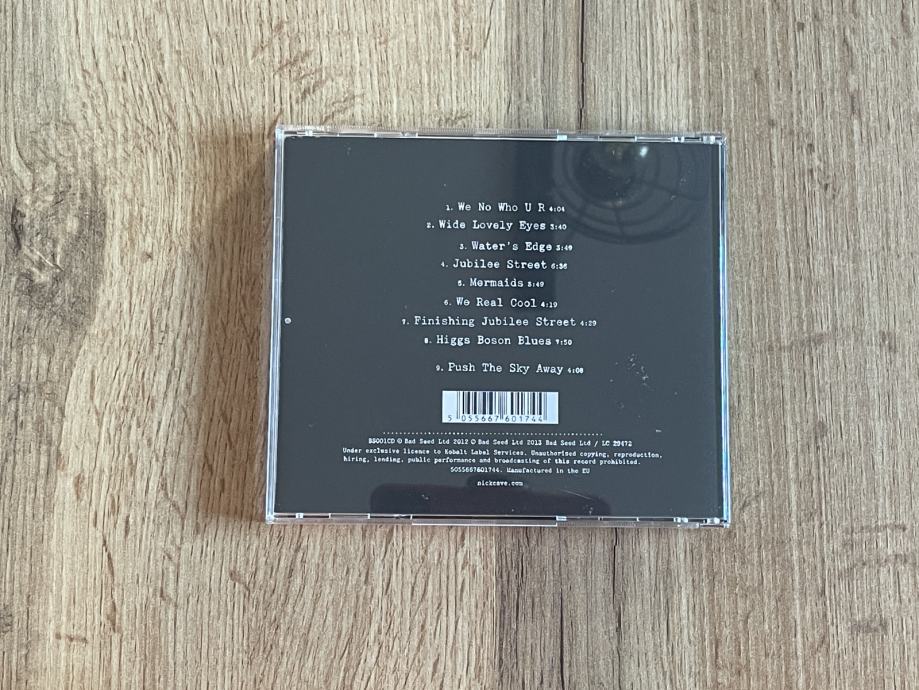 1. We No Who U R 4:04
2. Wide Lovely Eyes 3:40
3. Water's Edge 3:49
4. Jubilee Street 6:36
5. Mermaids 3:49
6. We Real Cool 4:19
7. Finishing Jubilee Street 4:29
8. Higgs Boson Blues 7:50
9. Push The Sky Away 4:08
5 055667 601744
BS001CD ℗ Bad Seed Ltd 2012 © Bad Seed Ltd 2013 Bad Seed Ltd / LC 29472
Under exclusive licence to Kobalt Label Services. Unauthorised copying, reproduction,
hiring, lending, public performance and broadcasting of this record prohibited.
5055667601744. Manufactured in the EU
nickcave.com